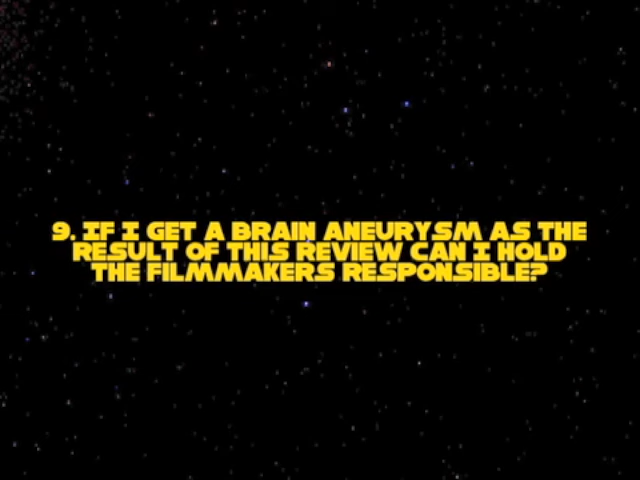 9. IF I GET A BRAIN ANEURYSM AS THE
RESULT OF THIS REVIEW CAN I HOLD
THE FILMMAKERS RESPONSIBLE?